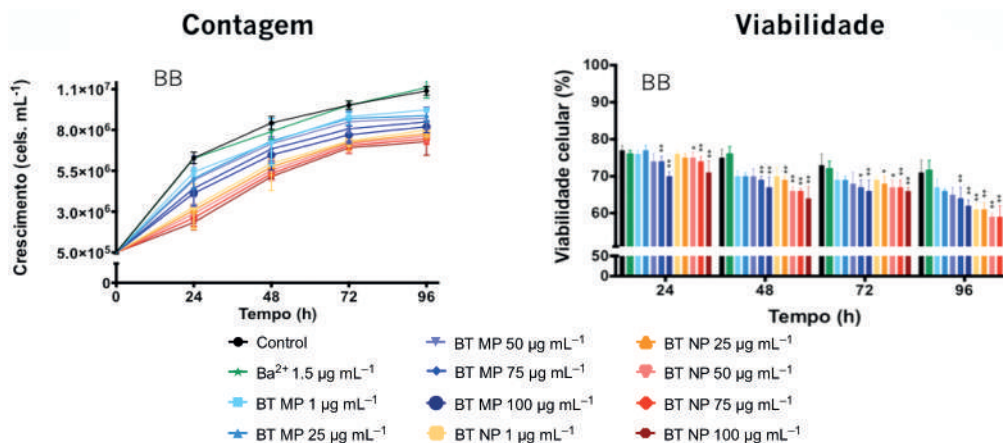 Contagem
Viabilidade
BB
Crescimento (cels. mL⁻¹)
1.1×10⁷
8.0×10⁶
5.5×10⁶
3.0×10⁶
5.0×10⁵
0
0 24 48 72 96
Tempo (h)
BB
Viabilidade celular (%)
100
90
80
70
60
50
0
24 48 72 96
Tempo (h)
Control
Ba²⁺ 1.5 µg mL⁻¹
BT MP 1 µg mL⁻¹
BT MP 25 µg mL⁻¹
BT MP 50 µg mL⁻¹
BT MP 75 µg mL⁻¹
BT MP 100 µg mL⁻¹
BT NP 1 µg mL⁻¹
BT NP 25 µg mL⁻¹
BT NP 50 µg mL⁻¹
BT NP 75 µg mL⁻¹
BT NP 100 µg mL⁻¹